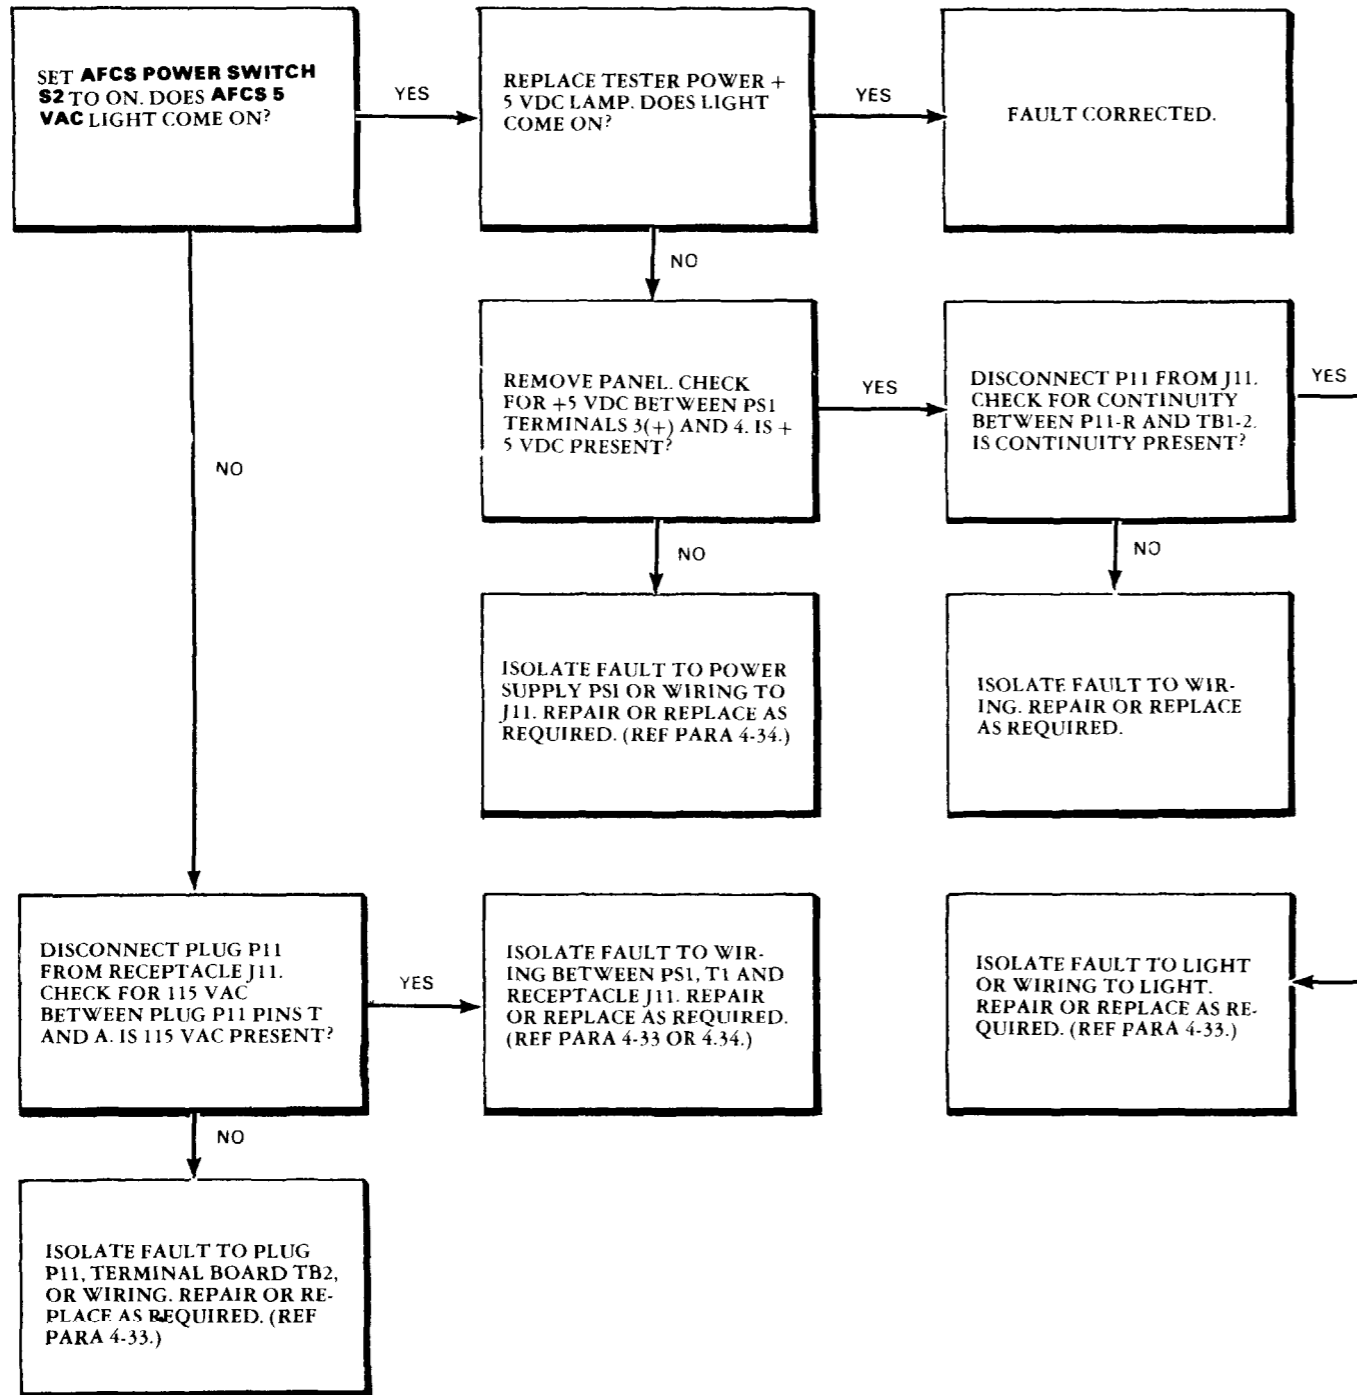 SET AFCS POWER SWITCH
S2 TO ON. DOES AFCS 5
VAC LIGHT COME ON?
YES
REPLACE TESTER POWER +
5 VDC LAMP. DOES LIGHT
COME ON?
YES
FAULT CORRECTED.
NO
NO
REMOVE PANEL. CHECK
FOR +5 VDC BETWEEN PS1
TERMINALS 3(+) AND 4. IS +
5 VDC PRESENT?
YES
DISCONNECT P11 FROM J11.
CHECK FOR CONTINUITY
BETWEEN P11-R AND TB1-2.
IS CONTINUITY PRESENT?
YES
NO
NO
ISOLATE FAULT TO POWER
SUPPLY PS1 OR WIRING TO
J11. REPAIR OR REPLACE AS
REQUIRED. (REF PARA 4-34.)
ISOLATE FAULT TO WIR-
ING. REPAIR OR REPLACE
AS REQUIRED.
DISCONNECT PLUG P11
FROM RECEPTACLE J11.
CHECK FOR 115 VAC
BETWEEN PLUG P11 PINS T
AND A. IS 115 VAC PRESENT?
YES
ISOLATE FAULT TO WIR-
ING BETWEEN PS1, T1 AND
RECEPTACLE J11. REPAIR
OR REPLACE AS REQUIRED.
(REF PARA 4-33 OR 4.34.)
ISOLATE FAULT TO LIGHT
OR WIRING TO LIGHT.
REPAIR OR REPLACE AS RE-
QUIRED. (REF PARA 4-33.)
NO
ISOLATE FAULT TO PLUG
P11, TERMINAL BOARD TB2,
OR WIRING. REPAIR OR RE-
PLACE AS REQUIRED. (REF
PARA 4-33.)